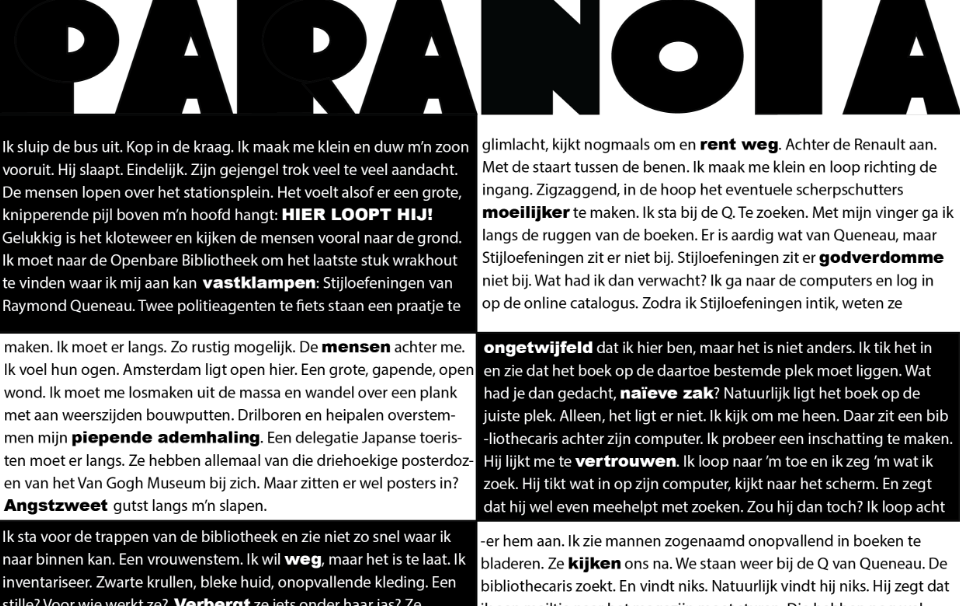 PARANOIA
Ik sluip de bus uit. Kop in de kraag. Ik maak me klein en duw m’n zoon
vooruit. Hij slaapt. Eindelijk. Zijn gejengel trok veel te veel aandacht.
De mensen lopen over het stationsplein. Het voelt alsof er een grote,
knipperende pijl boven m’n hoofd hangt: HIER LOOPT HIJ!
Gelukkig is het kloteweer en kijken de mensen vooral naar de grond.
Ik moet naar de Openbare Bibliotheek om het laatste stuk wrakhout
te vinden waar ik mij aan kan vastklampen: Stijloefeningen van
Raymond Queneau. Twee politieagenten te fiets staan een praatje te
maken. Ik moet er langs. Zo rustig mogelijk. De mensen achter me.
Ik voel hun ogen. Amsterdam ligt open hier. Een grote, gapende, open
wond. Ik moet me losmaken uit de massa en wandel over een plank
met aan weerszijden bouwputten. Drilboren en heipalen overstem-
men mijn piepende ademhaling. Een delegatie Japanse toeris-
ten moet er langs. Ze hebben allemaal van die driehoekige posterdoz-
en van het Van Gogh Museum bij zich. Maar zitten er wel posters in?
Angstzweet gutst langs m’n slapen.
Ik sta voor de trappen van de bibliotheek en zie niet zo snel waar ik
naar binnen kan. Een vrouwenstem. Ik wil weg, maar het is te laat. Ik
inventariseer. Zwarte krullen, bleke huid, onopvallende kleding. Een
stille? Voor wie werkt ze? Verbergt ze iets onder haar jas? Ze
glimlacht, kijkt nogmaals om en rent weg. Achter de Renault aan.
Met de staart tussen de benen. Ik maak me klein en loop richting de
ingang. Zigzaggend, in de hoop het eventuele scherpschutters
moeilijker te maken. Ik sta bij de Q. Te zoeken. Met mijn vinger ga ik
langs de ruggen van de boeken. Er is aardig wat van Queneau, maar
Stijloefeningen zit er niet bij. Stijloefeningen zit er godverdomme
niet bij. Wat had ik dan verwacht? Ik ga naar de computers en log in
op de online catalogus. Zodra ik Stijloefeningen intik, weten ze
ongetwijfeld dat ik hier ben, maar het is niet anders. Ik tik het in
en zie dat het boek op de daartoe bestemde plek moet liggen. Wat
had je dan gedacht, naïeve zak? Natuurlijk ligt het boek op de
juiste plek. Alleen, het ligt er niet. Ik kijk om me heen. Daar zit een bib
-liothecaris achter zijn computer. Ik probeer een inschatting te maken.
Hij lijkt me te vertrouwen. Ik loop naar ’m toe en ik zeg ’m wat ik
zoek. Hij tikt wat in op zijn computer, kijkt naar het scherm. En zegt
dat hij wel even meehelpt met zoeken. Zou hij dan toch? Ik loop acht
-er hem aan. Ik zie mannen zogenaamd onopvallend in boeken te
bladeren. Ze kijken ons na. We staan weer bij de Q van Queneau. De
bibliothecaris zoekt. En vindt niks. Natuurlijk vindt hij niks. Hij zegt dat